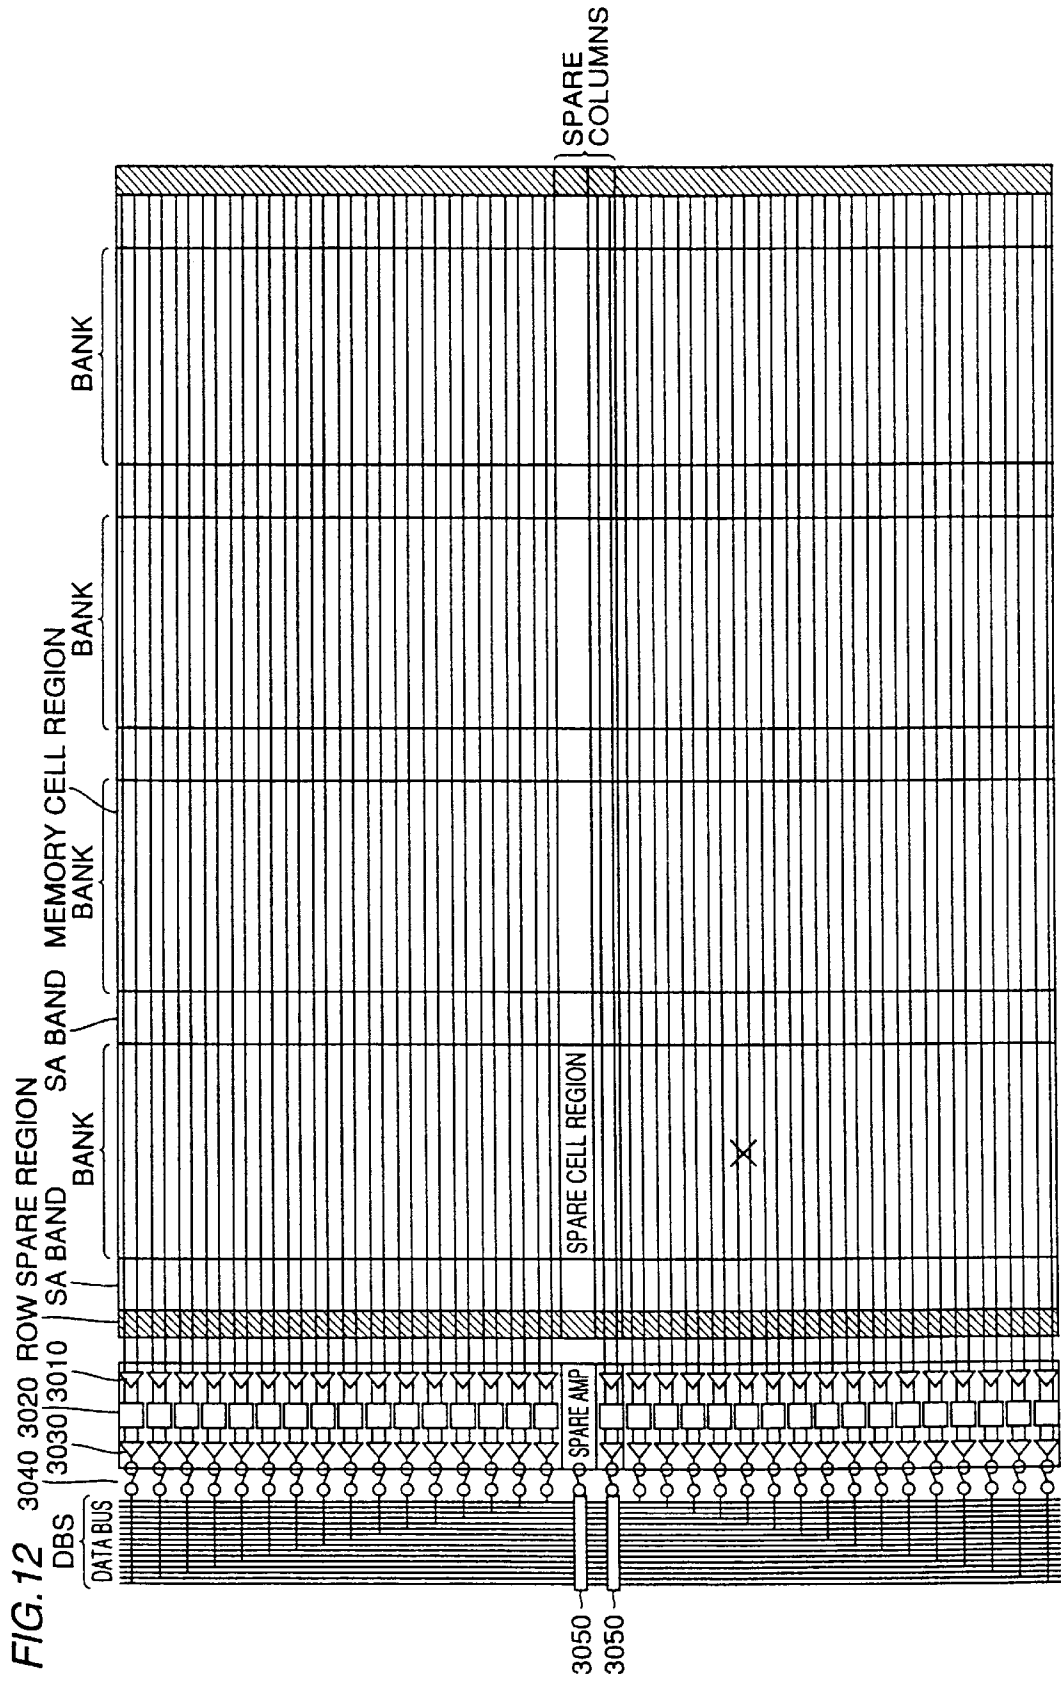 FIG.12
DBS
DATA BUS
3040
3030
3020
3010
ROW SPARE REGION
SA BAND
BANK
SA BAND
MEMORY CELL REGION
BANK
BANK
BANK
SPARE AMP
SPARE CELL REGION
SPARE
COLUMNS
3050
3050